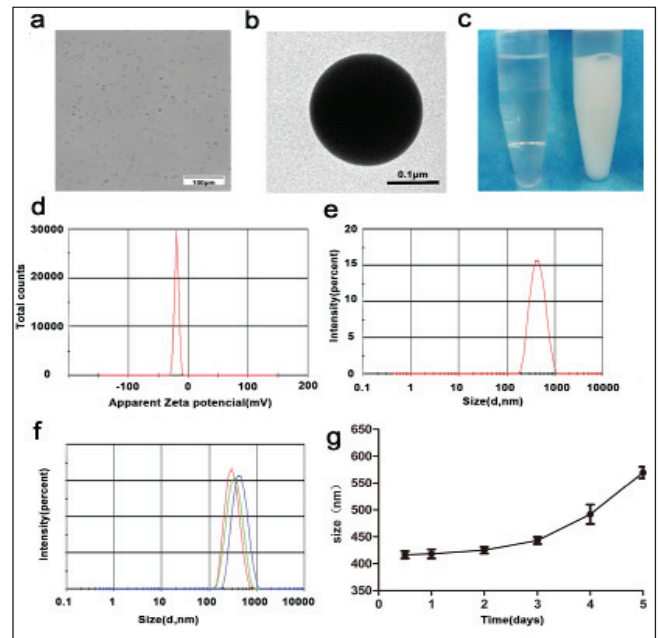 a
b
c
100μm
0.1μm
d
e
30000
20000
10000
0
Total counts
-100
0
100
200
Apparent Zeta potencial(mV)
20
15
10
5
0
Intensity(percent)
0.1
1
10
100
1000
10000
Size(d,nm)
f
g
Intensity(percent)
0.1
1
10
100
1000
10000
Size(d,nm)
650
600
550
500
450
400
350
size (nm)
0
1
2
3
4
5
Time(days)